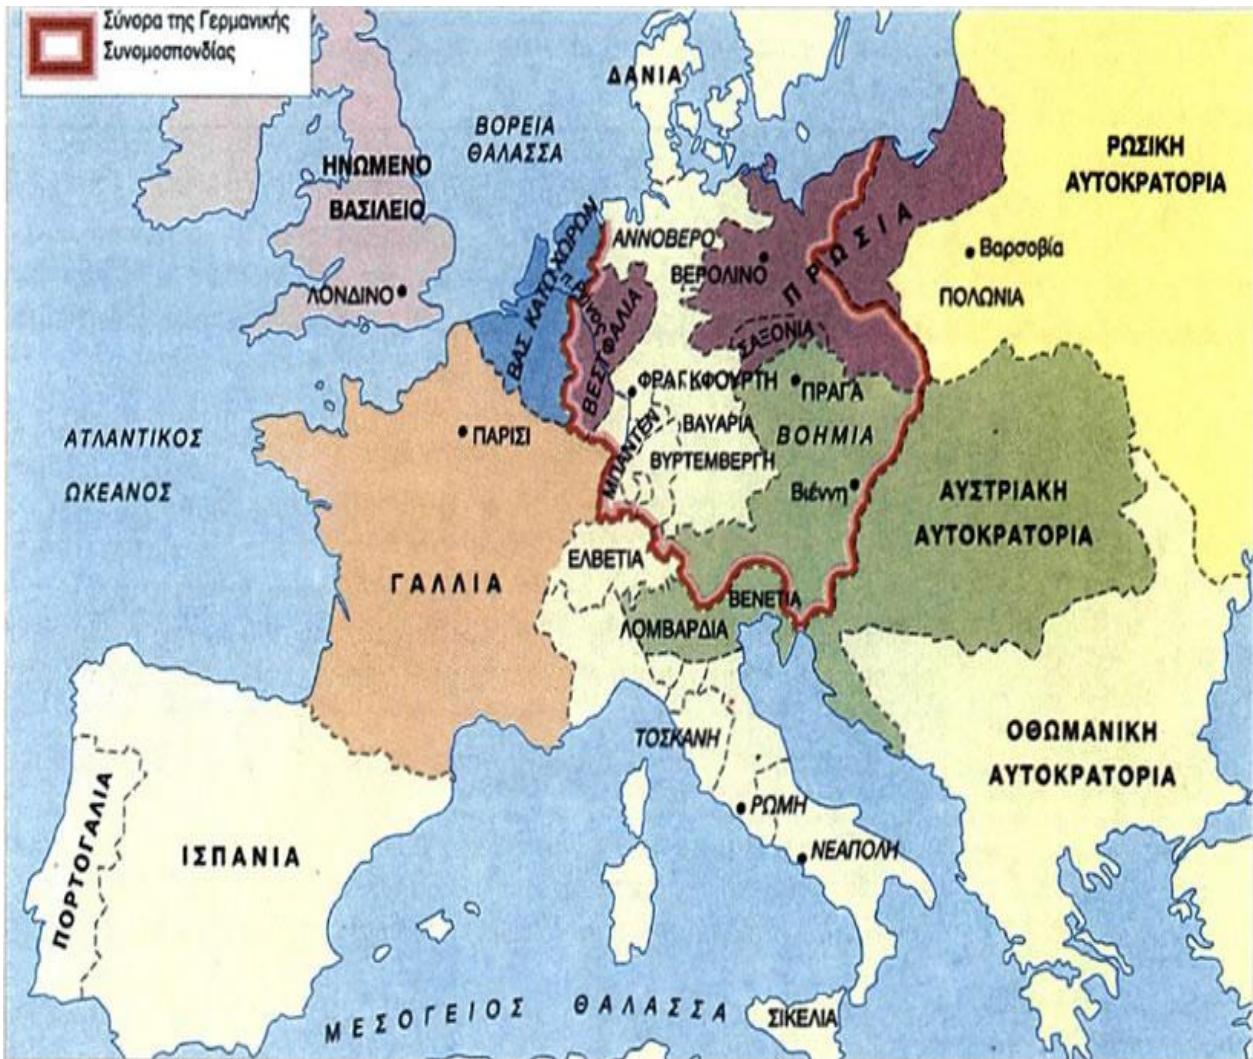 Σύνορα της Γερμανικής
Συνομοσπονδίας
ΔΑΝΙΑ
ΒΟΡΕΙΑ
ΘΑΛΑΣΣΑ
ΗΝΩΜΕΝΟ
ΒΑΣΙΛΕΙΟ
ΛΟΝΔΙΝΟ
ΡΩΣΙΚΗ
ΑΥΤΟΚΡΑΤΟΡΙΑ
Βαρσοβία
ΠΟΛΩΝΙΑ
ΠΡΩΣΙΑ
ΑΝΝΟΒΕΡΟ
ΒΕΡΟΛΙΝΟ
ΒΑΣ ΚΑΤΩ ΧΩΡΩΝ
ΒΕΣΤΦΑΛΙΑ
ΣΑΞΟΝΙΑ
ΦΡΑΓΚΦΟΥΡΤΗ
ΠΡΑΓΑ
ΒΑΥΑΡΙΑ
ΒΟΗΜΙΑ
ΜΠΑΝΤΕΝ
ΒΥΡΤΕΜΒΕΡΓΗ
Βιέννη
ΑΥΣΤΡΙΑΚΗ
ΑΥΤΟΚΡΑΤΟΡΙΑ
ΑΤΛΑΝΤΙΚΟΣ
ΩΚΕΑΝΟΣ
ΠΑΡΙΣΙ
ΓΑΛΛΙΑ
ΕΛΒΕΤΙΑ
ΒΕΝΕΤΙΑ
ΛΟΜΒΑΡΔΙΑ
ΤΟΣΚΑΝΗ
ΟΘΩΜΑΝΙΚΗ
ΑΥΤΟΚΡΑΤΟΡΙΑ
ΡΩΜΗ
ΝΕΑΠΟΛΗ
ΠΟΡΤΟΓΑΛΙΑ
ΙΣΠΑΝΙΑ
ΜΕΣΟΓΕΙΟΣ ΘΑΛΑΣΣΑ
ΣΙΚΕΛΙΑ